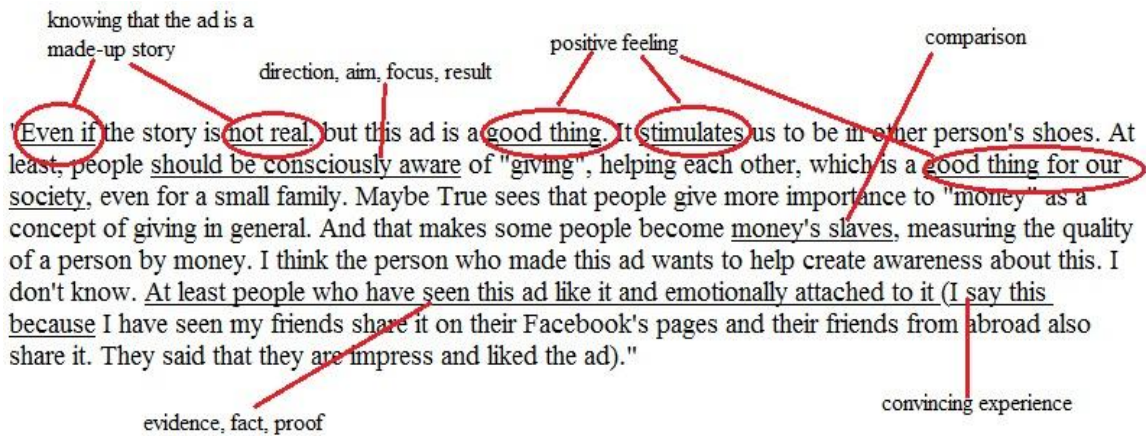 knowing that the ad is a
made-up story
direction, aim, focus, result
positive feeling
comparison
"Even if the story is not real, but this ad is a good thing. It stimulates us to be in other person's shoes. At
least, people should be consciously aware of "giving", helping each other, which is a good thing for our
society, even for a small family. Maybe True sees that people give more importance to "money" as a
concept of giving in general. And that makes some people become money's slaves, measuring the quality
of a person by money. I think the person who made this ad wants to help create awareness about this. I
don't know. At least people who have seen this ad like it and emotionally attached to it (I say this
because I have seen my friends share it on their Facebook's pages and their friends from abroad also
share it. They said that they are impress and liked the ad)."
evidence, fact, proof
convincing experience